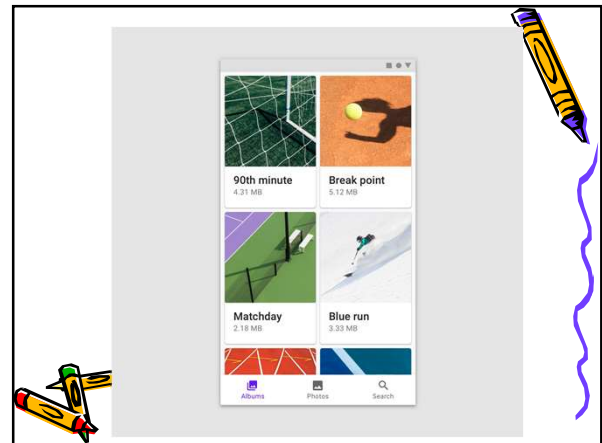 90th minute
4.31 MB
Break point
5.12 MB
Matchday
2.18 MB
Blue run
3.33 MB
Albums
Photos
Search